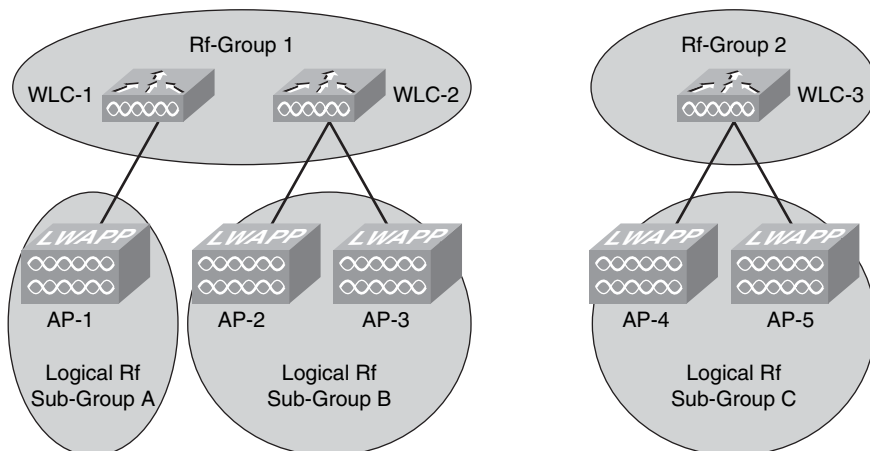 Rf-Group 1
Rf-Group 2
WLC-1
WLC-2
WLC-3
LWAPP
LWAPP
LWAPP
LWAPP
LWAPP
AP-1
AP-2
AP-3
AP-4
AP-5
Logical Rf
Sub-Group A
Logical Rf
Sub-Group B
Logical Rf
Sub-Group C